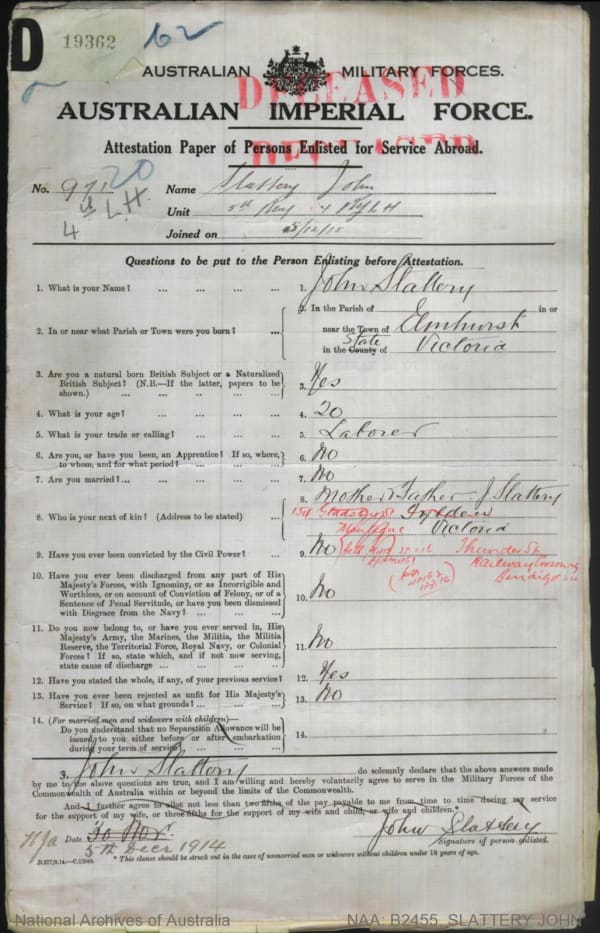 D
19362
62
AUSTRALIAN MILITARY FORCES.
DECEASED
AUSTRALIAN IMPERIAL FORCE.
DECEASED
Attestation Paper of Persons Enlisted for Service Abroad.
No. 971 20 Name Slattery John
4th L.H. Unit 5th 4
Joined on 5/12/15
Questions to be put to the Person Enlisting before Attestation.
1. What is your Name? ... ... ... ... 1. John Slattery
2. In or near what Parish or Town were you born? ... 2. In the Parish of in or
near the Town of Elmhurst
in the County State of Victoria
3. Are you a natural born British Subject or a Naturalized
British Subject? (N.B.—If the latter, papers to be
shown.) ... ... ... ... 3. Yes
4. What is your age? ... ... ... ... 4. 20
5. What is your trade or calling? ... ... ... 5. Laborer
6. Are you, or have you been, an Apprentice? If so, where,
to whom, and for what period? ... ... ... 6. No
7. Are you married? ... ... ... ... 7. No
8. Who is your next of kin? (Address to be stated) ... 8. Mother Father - J Slattery
Victoria
Thunder St
Railway Crossing
Bendigo
9. Have you ever been convicted by the Civil Power? ... 9. No
10. Have you ever been discharged from any part of His
Majesty's Forces, with Ignominy, or as Incorrigible and
Worthless, or on account of Conviction of Felony, or of a
Sentence of Penal Servitude, or have you been dismissed
with Disgrace from the Navy? ... ... ... 10. No
11. Do you now belong to, or have you ever served in, His
Majesty's Army, the Marines, the Militia, the Militia
Reserve, the Territorial Force, Royal Navy, or Colonial
Forces? If so, state which, and if not now serving,
state cause of discharge ... ... ... ... 11. No
12. Have you stated the whole, if any, of your previous service? 12. Yes
13. Have you ever been rejected as unfit for His Majesty's
Service? If so, on what grounds? ... ... ... 13. No
14. (For married men and widowers with children)—
Do you understand that no Separation Allowance will be
issued to you either before or after embarkation
during your term of service? ... ... ... 14.
John Slattery do solemnly declare that the above answers made
by me to the above questions are true, and I am willing and hereby voluntarily agree to serve in the Military Forces of the
Commonwealth of Australia within or beyond the limits of the Commonwealth.
And I further agree to allot not less than two-fifths of the pay payable to me from time to time during my service
for the support of my wife, or three-fifths for the support of my wife and child, or wife and children.*
John Slattery
Date 30 Nov.
Signature of person enlisted.
5th Decr 1914
D.577/9.14.—C.12943. * This clause should be struck out in the case of unmarried men or widowers without children under 18 years of age.
National Archives of Australia NAA: B2455, SLATTERY JOHN